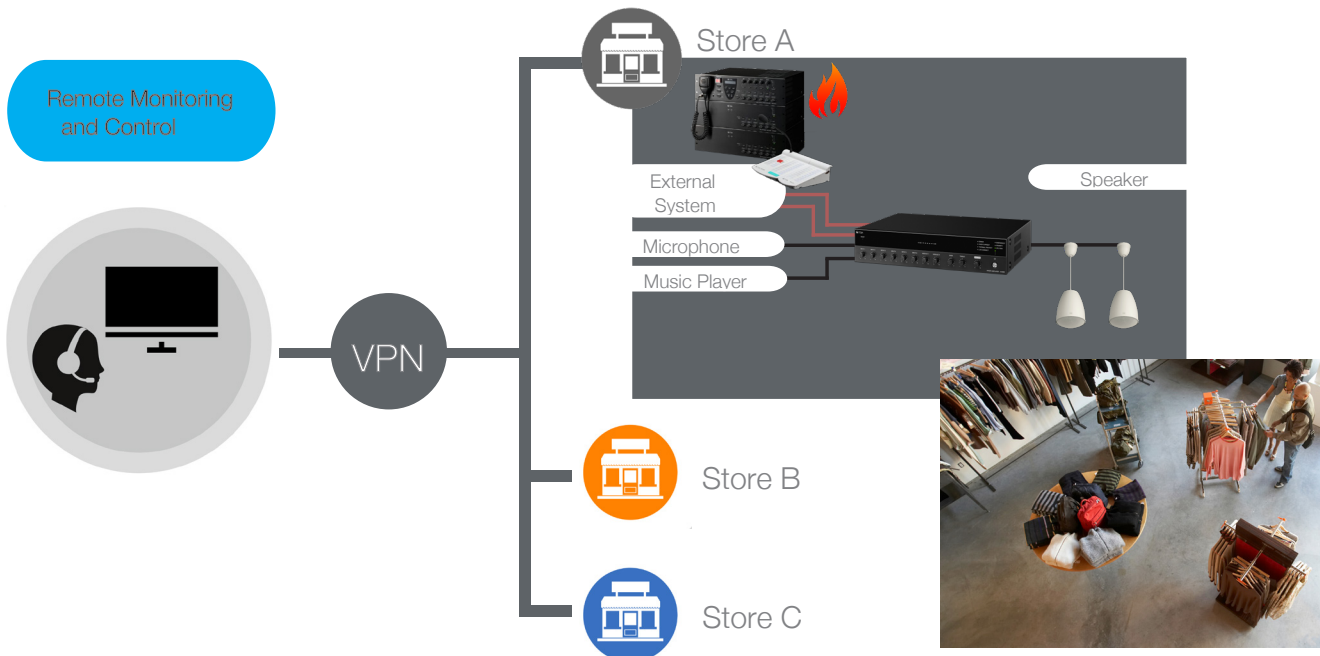 Store A
Remote Monitoring
and Control
External
System
Speaker
Microphone
Music Player
VPN
Store B
Store C